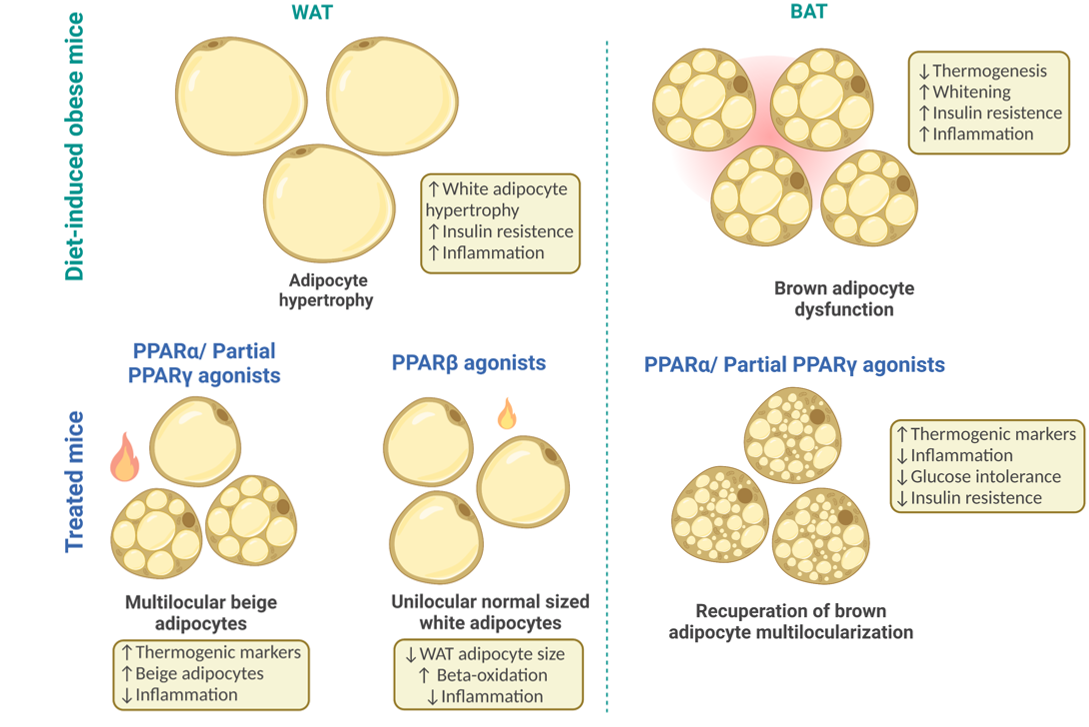 WAT
BAT
Diet-induced obese mice
↑White adipocyte
hypertrophy
↑Insulin resistence
↑Inflammation
Adipocyte
hypertrophy
↓Thermogenesis
↑Whitening
↑Insulin resistence
↑Inflammation
Brown adipocyte
dysfunction
Treated mice
PPARα/ Partial
PPARγ agonists
Multilocular beige
adipocytes
↑Thermogenic markers
↑Beige adipocytes
↓Inflammation
PPARβ agonists
Unilocular normal sized
white adipocytes
↓WAT adipocyte size
↑ Beta-oxidation
↓Inflammation
PPARα/ Partial PPARγ agonists
↑Thermogenic markers
↓Inflammation
↓Glucose intolerance
↓Insulin resistence
Recuperation of brown
adipocyte multilocularization